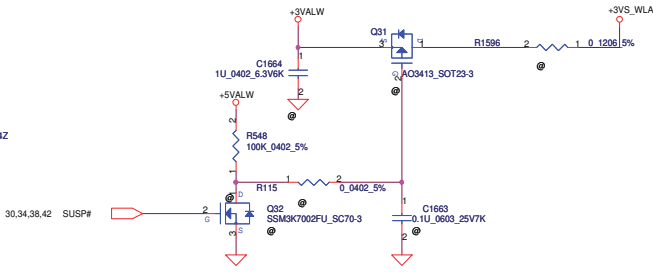 +3VALW
+3VS_WLA
Q31
3 S D 1
R1596
2 1
0_1206_5%
@
C1664
1U_0402_6.3V6K
1
2
@
G 2
AO3413_SOT23-3
@
+5VALW
4Z
2
R548
100K_0402_5%
1
R115
1 2
0_0402_5%
@
@
D
1
30,34,38,42 SUSP#
2
G
Q32
SSM3K7002FU_SC70-3
@
S
3
1
C1663
0.1U_0603_25V7K
2
@